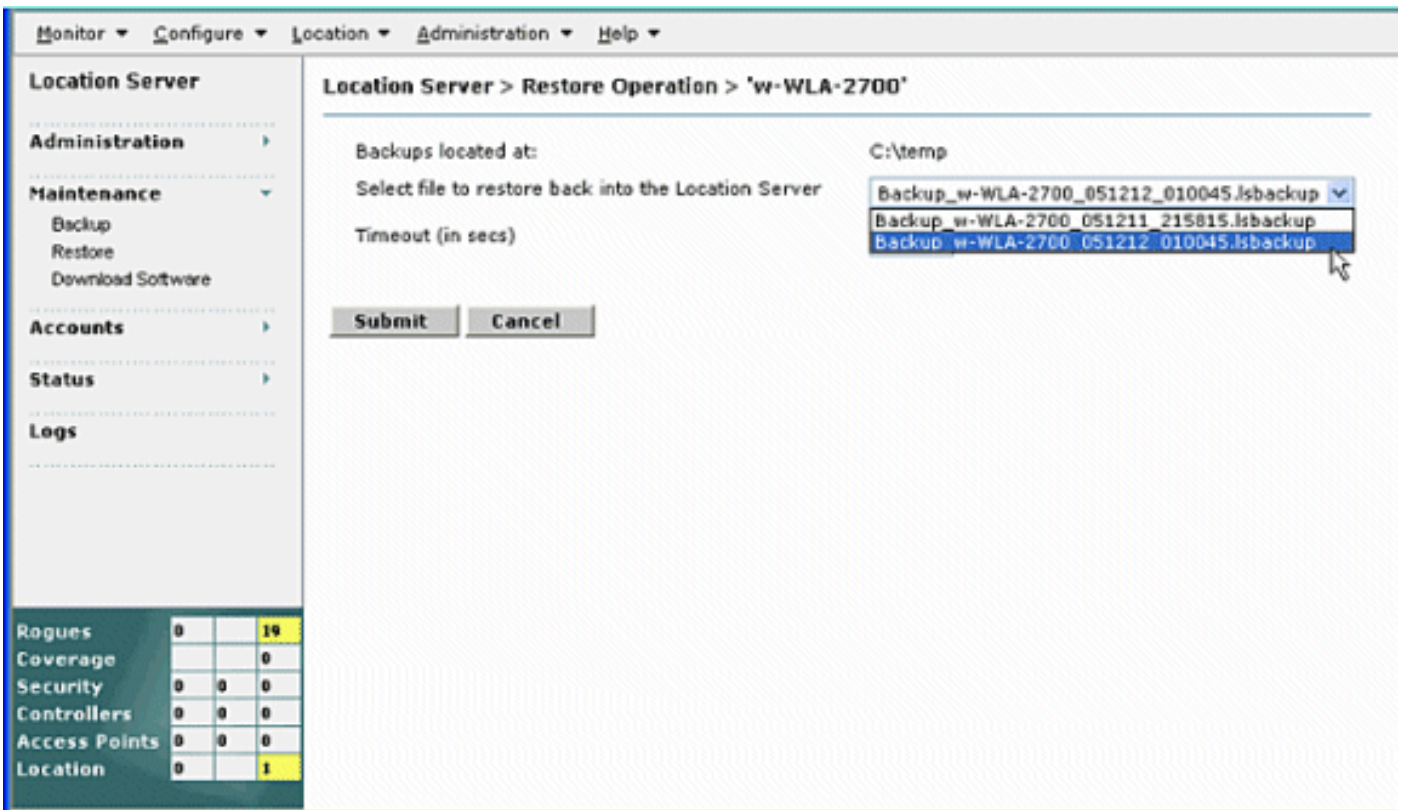 Monitor Configure Location Administration Help
Location Server
Administration
Maintenance
Backup
Restore
Download Software
Accounts
Status
Logs
Location Server > Restore Operation > 'w-WLA-2700'
Backups located at: C:\temp
Select file to restore back into the Location Server Backup_w-WLA-2700_051212_010045.lsbackup
Backup_w-WLA-2700_051211_215815.lsbackup
Timeout (in secs) Backup_w-WLA-2700_051212_010045.lsbackup
Submit Cancel
Rogues 0 19
Coverage 0
Security 0 0 0
Controllers 0 0 0
Access Points 0 0 0
Location 0 1